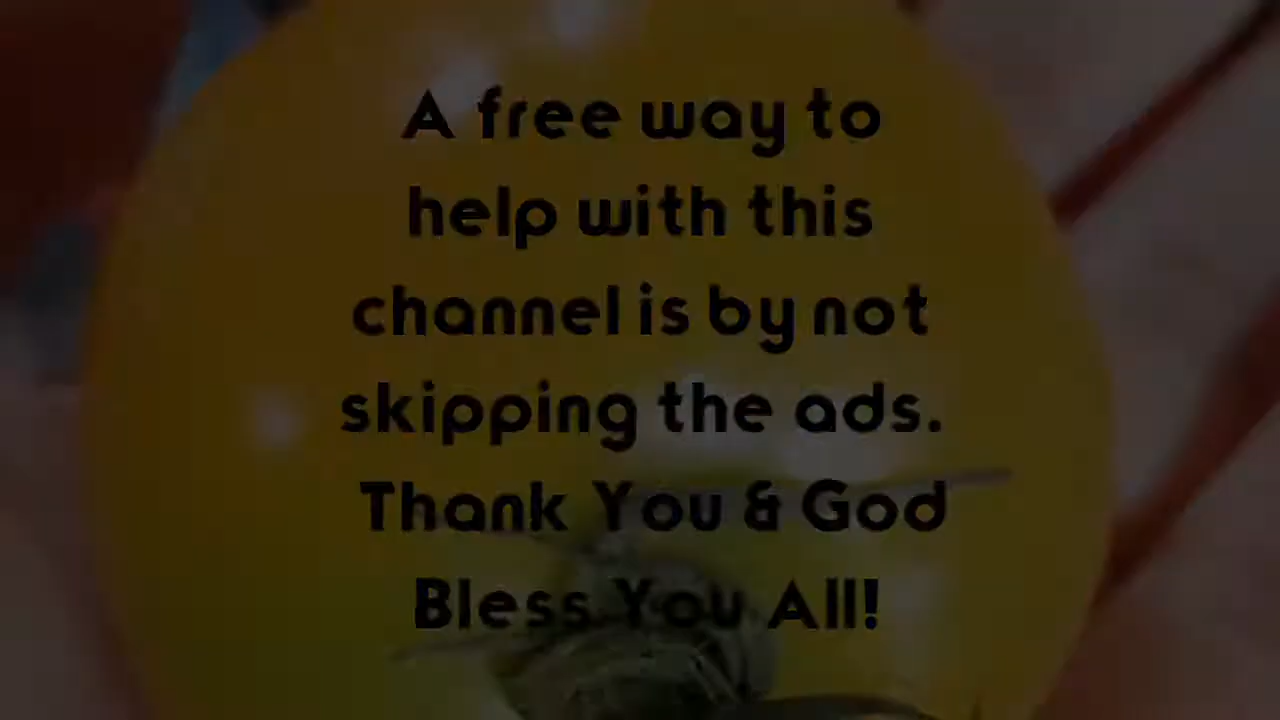 A free way to
help with this
channel is by not
skipping the ads.
Thank You & God
Bless You All!